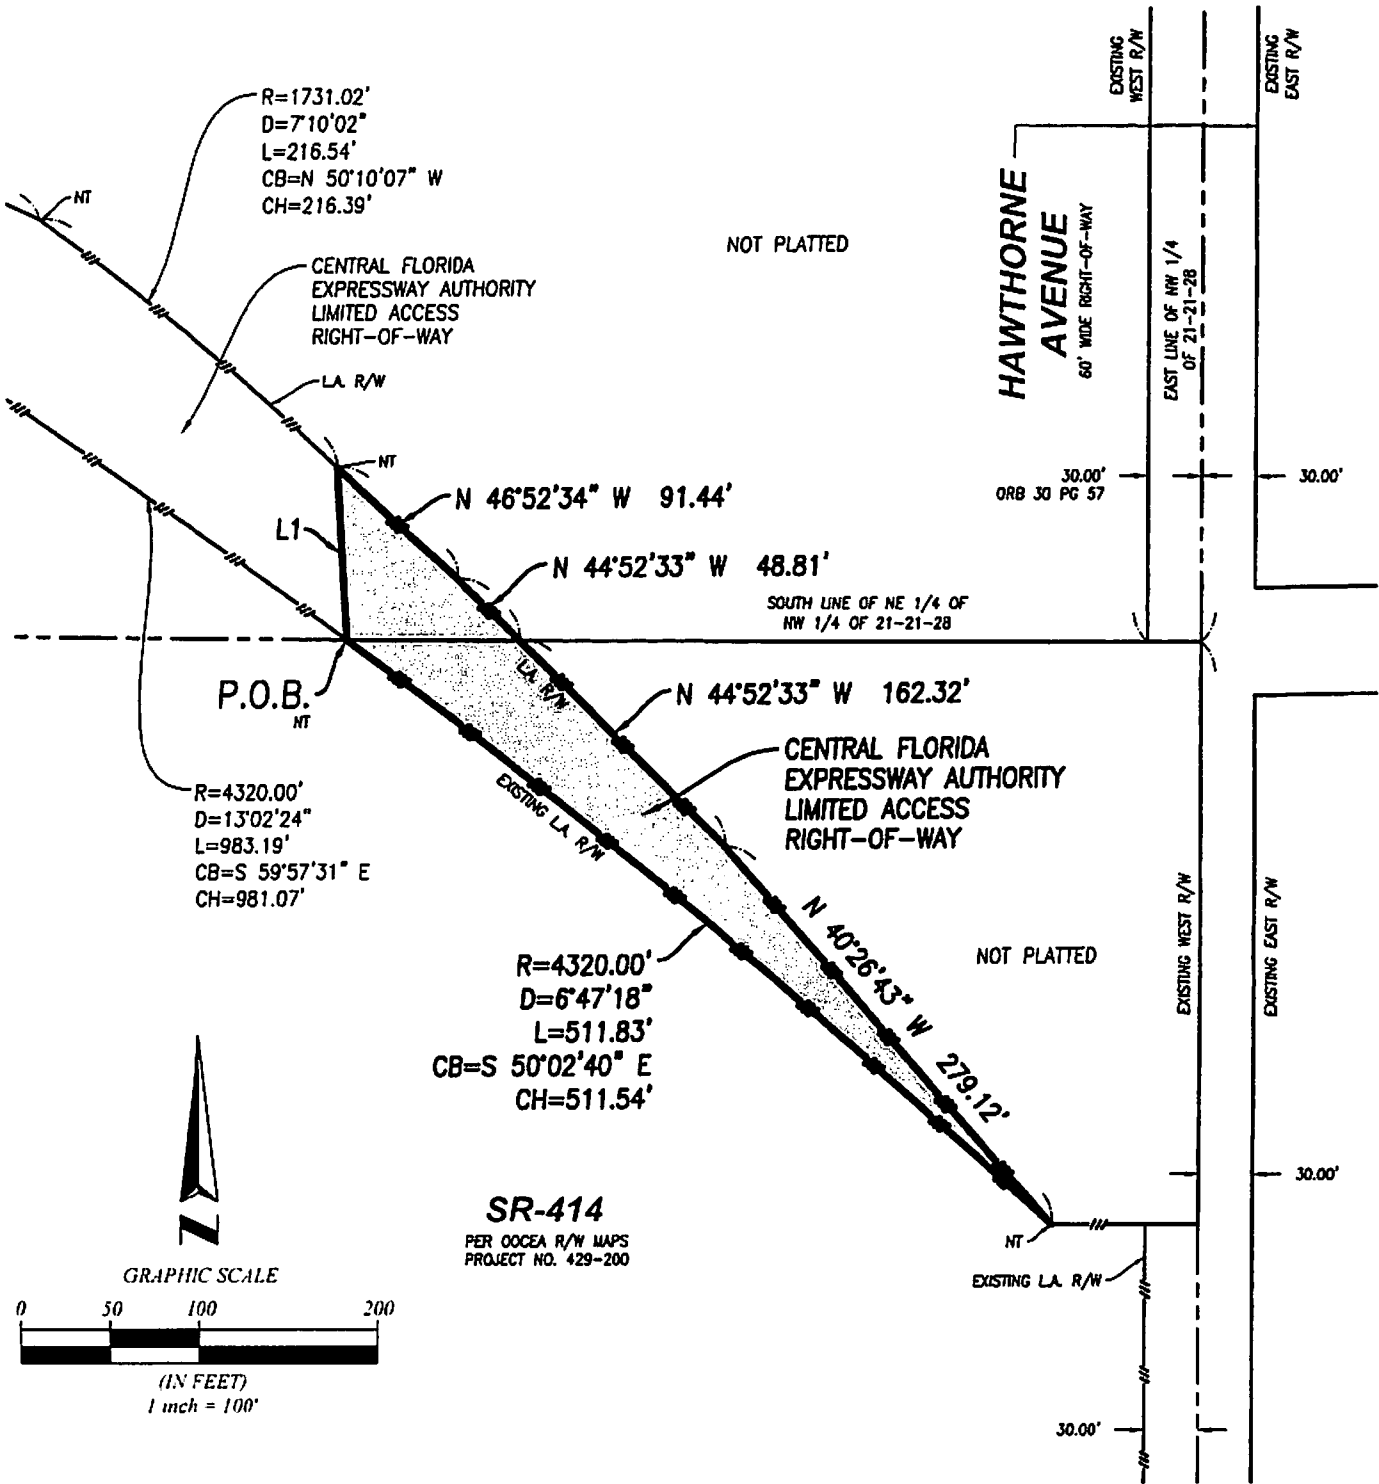 EXISTING
WEST R/W
EXISTING
EAST R/W
R=1731.02'
D=7°10'02"
L=216.54'
CB=N 50°10'07" W
CH=216.39'
NT
HAWTHORNE
AVENUE
60' WIDE RIGHT-OF-WAY
EAST LINE OF NW 1/4
OF 21-21-28
NOT PLATTED
CENTRAL FLORIDA
EXPRESSWAY AUTHORITY
LIMITED ACCESS
RIGHT-OF-WAY
L.A. R/W
NT
30.00'
ORB 30 PG 57
30.00'
N 46°52'34" W 91.44'
L1
N 44°52'33" W 48.81'
SOUTH LINE OF NE 1/4 OF
NW 1/4 OF 21-21-28
L.A. R/W
P.O.B.
NT
N 44°52'33" W 162.32'
CENTRAL FLORIDA
EXPRESSWAY AUTHORITY
LIMITED ACCESS
RIGHT-OF-WAY
R=4320.00'
D=13°02'24"
L=983.19'
CB=S 59°57'31" E
CH=981.07'
EXISTING L.A. R/W
N 40°26'43" W 279.12'
NOT PLATTED
EXISTING WEST R/W
EXISTING EAST R/W
R=4320.00'
D=6°47'18"
L=511.83'
CB=S 50°02'40" E
CH=511.54'
30.00'
SR-414
PER OOCEA R/W MAPS
PROJECT NO. 429-200
NT
EXISTING L.A. R/W
N
GRAPHIC SCALE
0 50 100 200
(IN FEET)
1 inch = 100'
30.00'